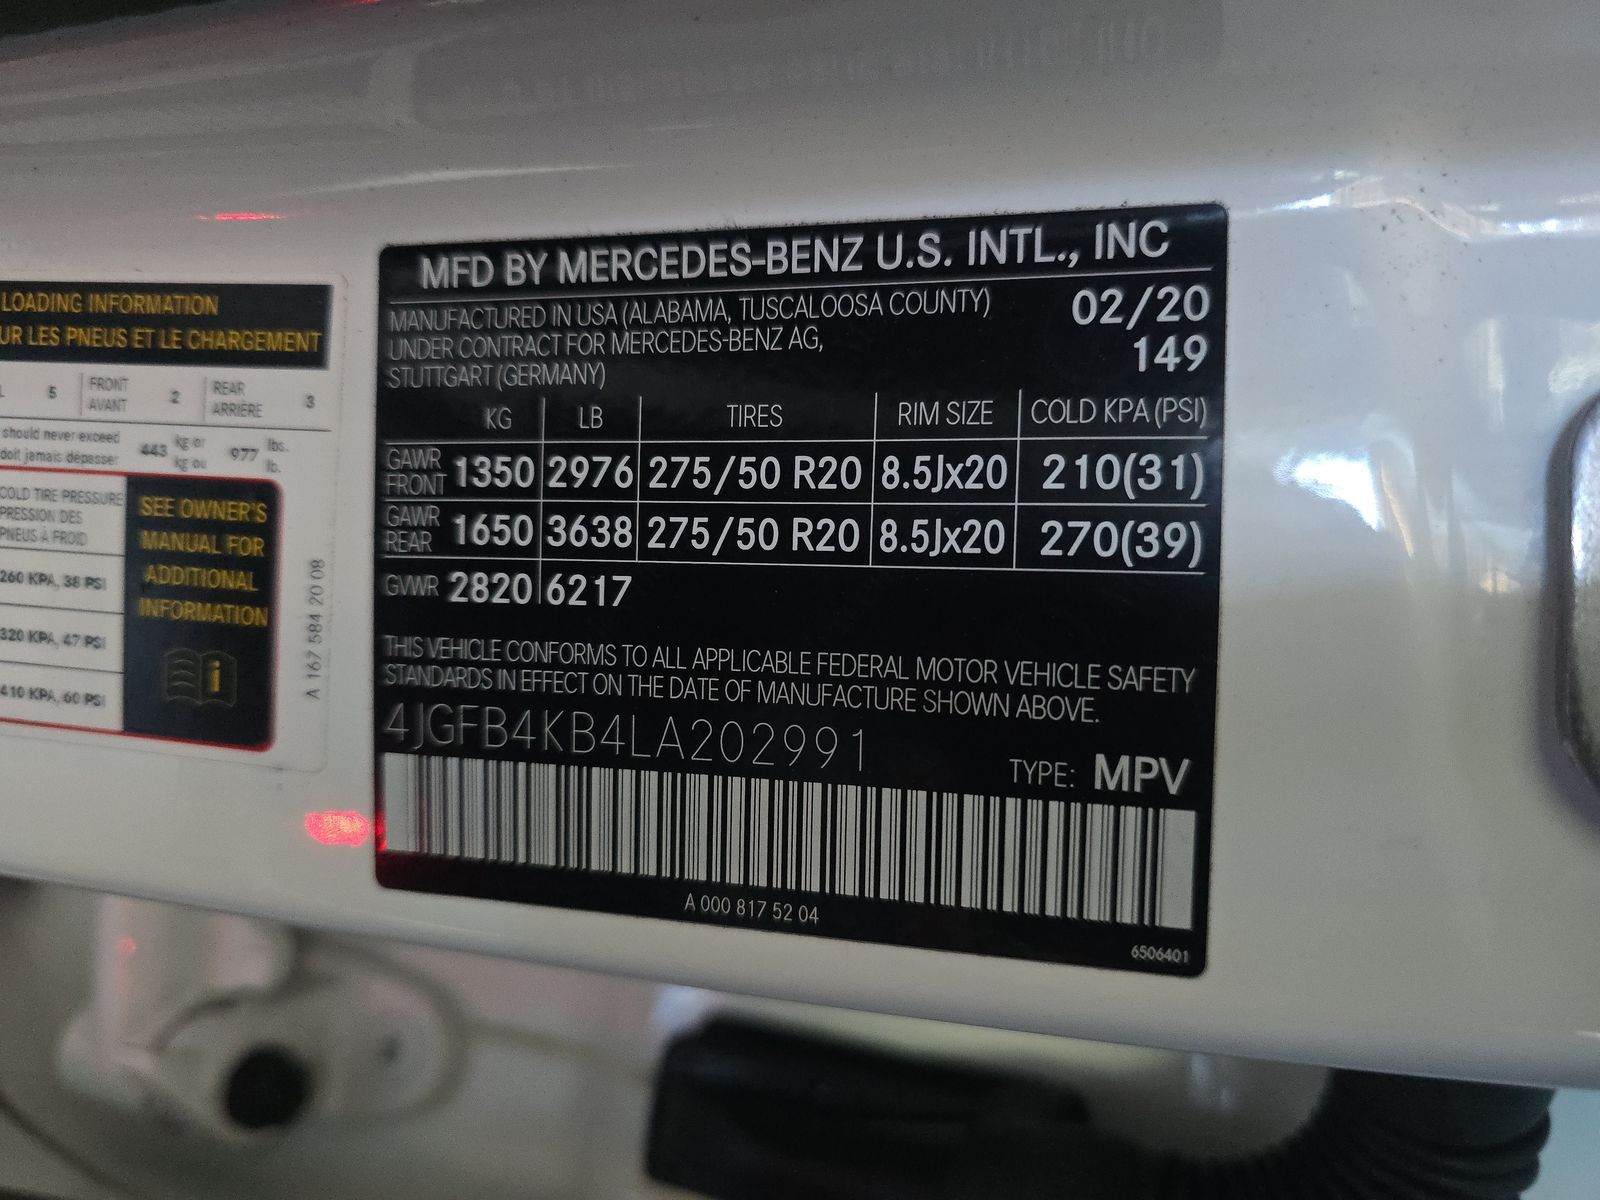 LOADING INFORMATION
UR LES PNEUS ET LE CHARGEMENT
5 FRONT AVANT 2 REAR ARRIÈRE 3
should never exceed 443 kg or 977 lbs.
doit jamais dépasser kg ou lb.
COLD TIRE PRESSURE
PRESSION DES
PNEUS À FROID
260 KPA, 38 PSI
320 KPA, 47 PSI
410 KPA, 60 PSI
SEE OWNER'S
MANUAL FOR
ADDITIONAL
INFORMATION
A 167 584 20 08
MFD BY MERCEDES-BENZ U.S. INTL., INC
MANUFACTURED IN USA (ALABAMA, TUSCALOOSA COUNTY) 02/20
UNDER CONTRACT FOR MERCEDES-BENZ AG, 149
STUTTGART (GERMANY)
KG LB TIRES RIM SIZE COLD KPA (PSI)
GAWR FRONT 1350 2976 275/50 R20 8.5Jx20 210(31)
GAWR REAR 1650 3638 275/50 R20 8.5Jx20 270(39)
GVWR 2820 6217
THIS VEHICLE CONFORMS TO ALL APPLICABLE FEDERAL MOTOR VEHICLE SAFETY
STANDARDS IN EFFECT ON THE DATE OF MANUFACTURE SHOWN ABOVE.
4JGFB4KB4LA202991
TYPE: MPV
A 000 817 52 04
6506401